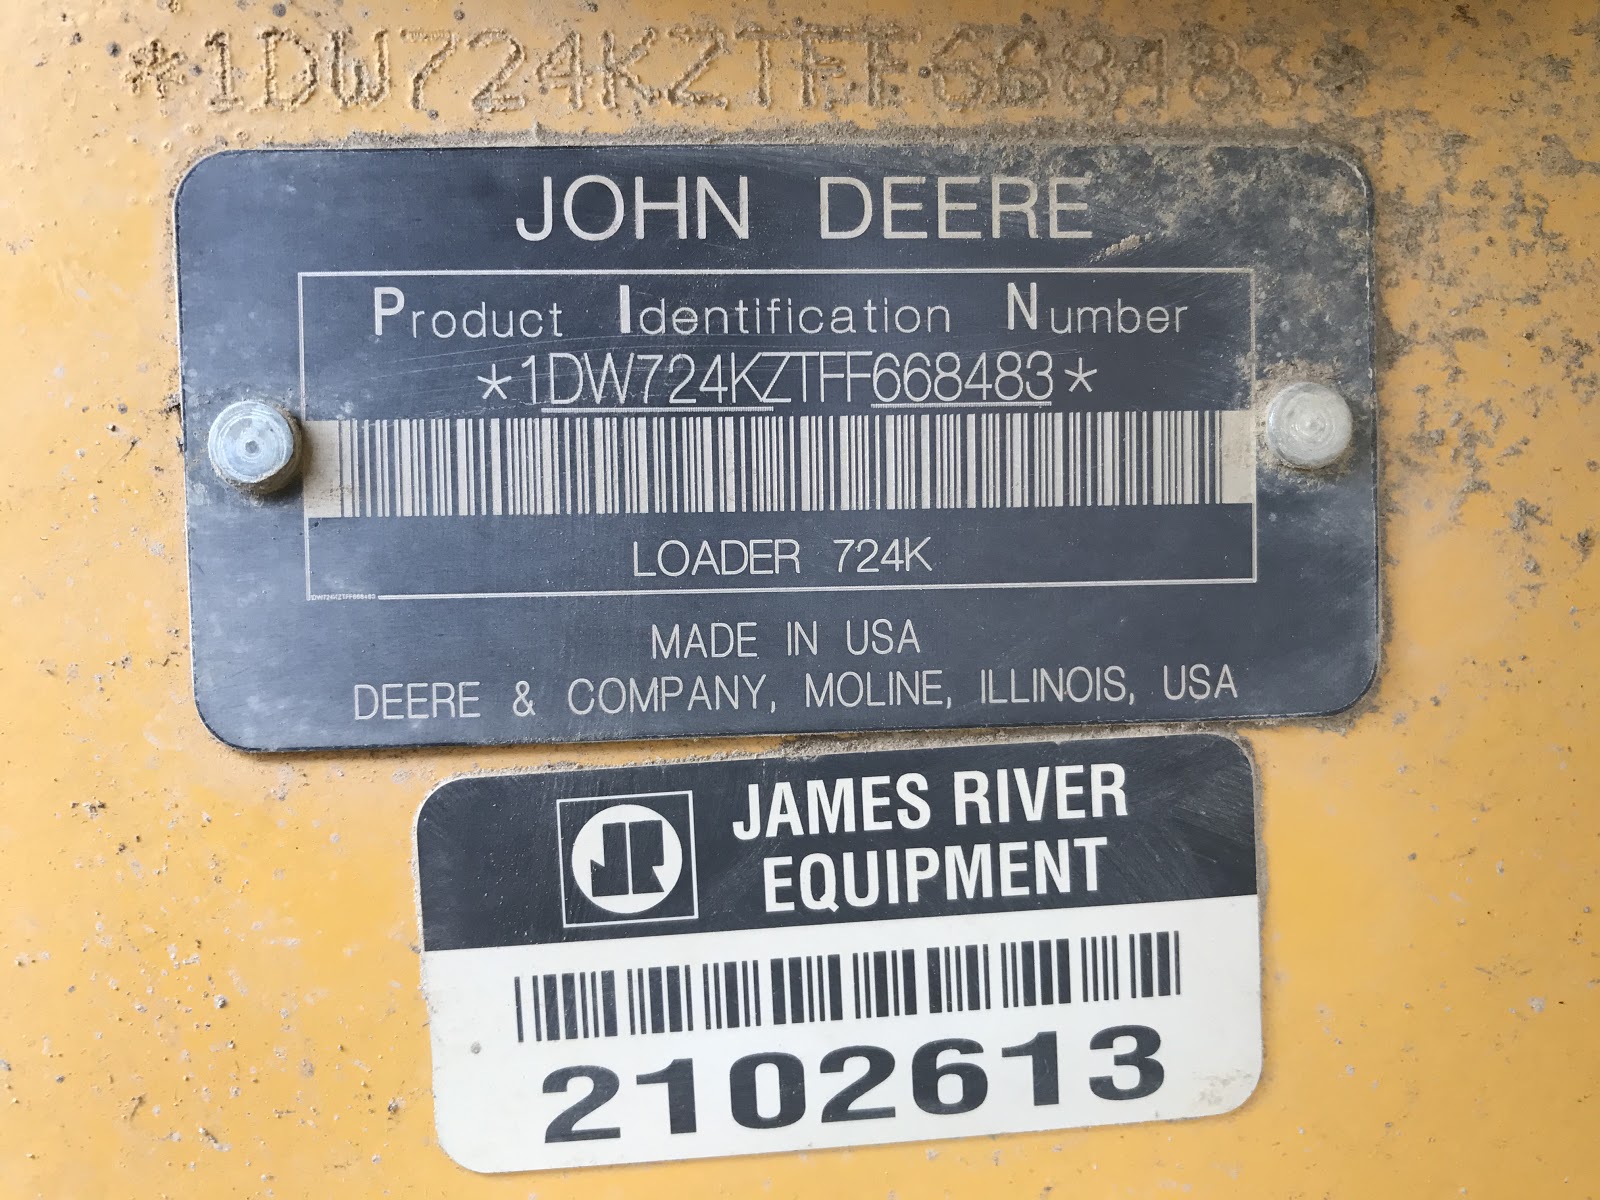 *1DW724KZTFF668483*
JOHN DEERE
Product Identification Number
*1DW724KZTFF668483*
LOADER 724K
1DW724KZTFF668483
MADE IN USA
DEERE & COMPANY, MOLINE, ILLINOIS, USA
JR
JAMES RIVER
EQUIPMENT
2102613